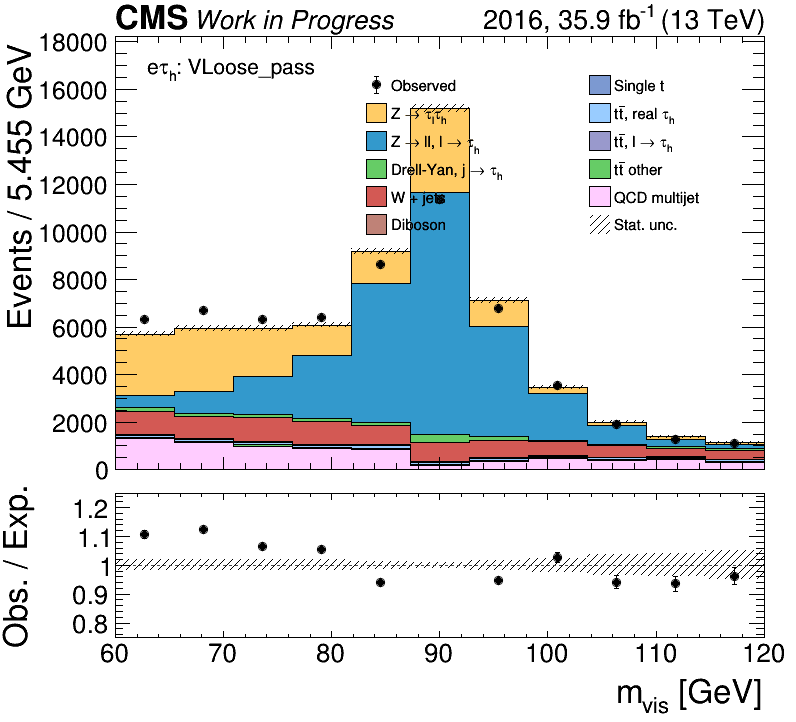 CMS Work in Progress 2016, 35.9 fb⁻¹ (13 TeV)
eτₕ: VLoose_pass
Observed
Z → τₗτₕ
Z → ll, l → τₕ
Drell-Yan, j → τₕ
W + jets
Diboson
Single t
tt̄, real τₕ
tt̄, l → τₕ
tt̄ other
QCD multijet
Stat. unc.
Events / 5.455 GeV
18000
16000
14000
12000
10000
8000
6000
4000
2000
0
Obs. / Exp.
1.2
1.1
1
0.9
0.8
60 70 80 90 100 110 120
m_vis [GeV]